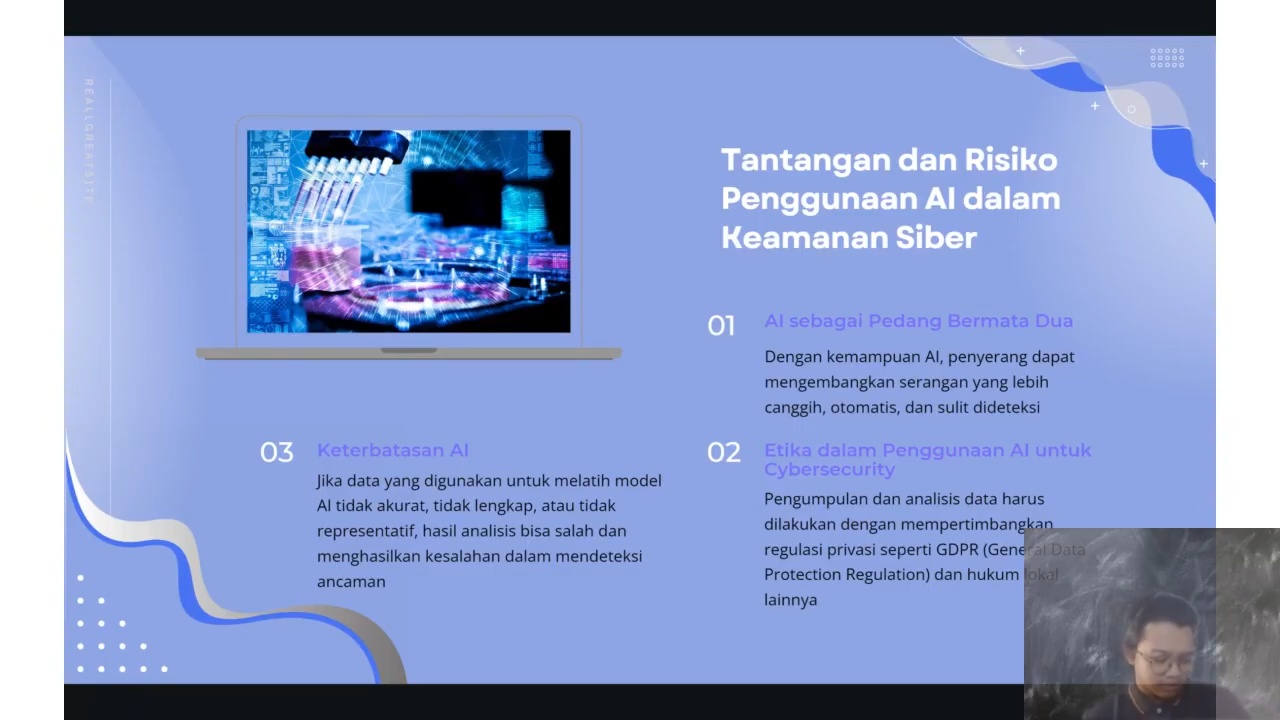 REALLGREATSITE
Tantangan dan Risiko
Penggunaan AI dalam
Keamanan Siber
01
AI sebagai Pedang Bermata Dua
Dengan kemampuan AI, penyerang dapat
mengembangkan serangan yang lebih
canggih, otomatis, dan sulit dideteksi
02
Etika dalam Penggunaan AI untuk
Cybersecurity
Pengumpulan dan analisis data harus
dilakukan dengan mempertimbangkan
regulasi privasi seperti GDPR (General Data
Protection Regulation) dan hukum lokal
lainnya
03
Keterbatasan AI
Jika data yang digunakan untuk melatih model
AI tidak akurat, tidak lengkap, atau tidak
representatif, hasil analisis bisa salah dan
menghasilkan kesalahan dalam mendeteksi
ancaman